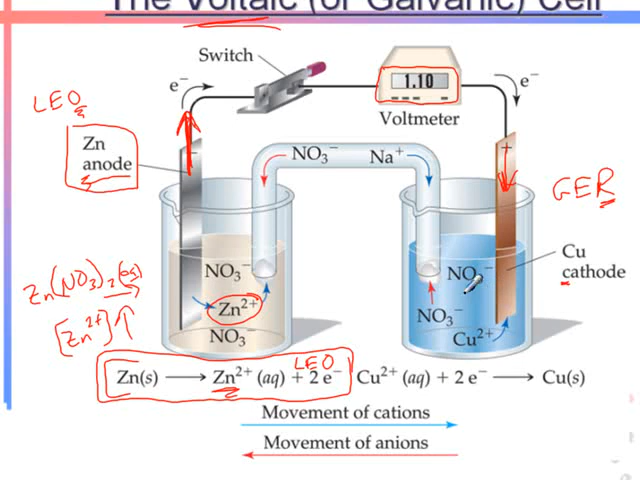 The Voltaic (or Galvanic) Cell
Switch
e⁻
1.10
e⁻
LEO
Voltmeter
Zn
anode
−
NO₃⁻
Na⁺
+
GER
Cu
cathode
Zn(NO₃)₂(aq)
NO₃⁻
NO₃⁻
Zn²⁺
[Zn²⁺]↑
NO₃⁻
NO₃⁻
Cu²⁺
LEO
Zn(s) ⟶ Zn²⁺ (aq) + 2 e⁻
Cu²⁺ (aq) + 2 e⁻ ⟶ Cu(s)
Movement of cations
Movement of anions